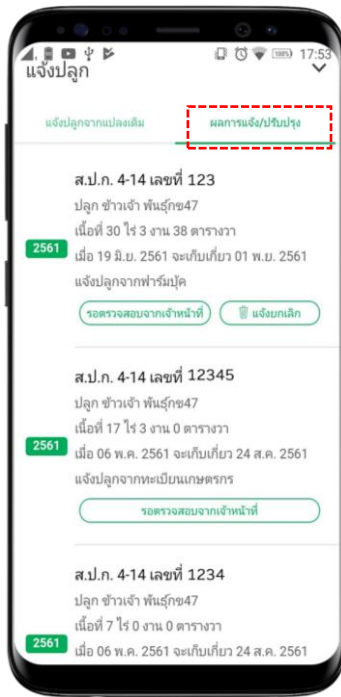 100% 17:53
แจ้งปลูก
แจ้งปลูกจากแปลงเดิม ผลการแจ้ง/ปรับปรุง
ส.ป.ก. 4-14 เลขที่ 123
ปลูก ข้าวเจ้า พันธุ์กข47
เนื้อที่ 30 ไร่ 3 งาน 38 ตารางวา
2561
เมื่อ 19 มิ.ย. 2561 จะเก็บเกี่ยว 01 พ.ย. 2561
แจ้งปลูกจากฟาร์มบุ้ค
รอตรวจสอบจากเจ้าหน้าที่ แจ้งยกเลิก
ส.ป.ก. 4-14 เลขที่ 12345
ปลูก ข้าวเจ้า พันธุ์กข47
เนื้อที่ 17 ไร่ 3 งาน 0 ตารางวา
2561
เมื่อ 06 พ.ค. 2561 จะเก็บเกี่ยว 24 ส.ค. 2561
แจ้งปลูกจากทะเบียนเกษตรกร
รอตรวจสอบจากเจ้าหน้าที่
ส.ป.ก. 4-14 เลขที่ 1234
ปลูก ข้าวเจ้า พันธุ์กข47
เนื้อที่ 7 ไร่ 0 งาน 0 ตารางวา
2561
เมื่อ 06 พ.ค. 2561 จะเก็บเกี่ยว 24 ส.ค. 2561